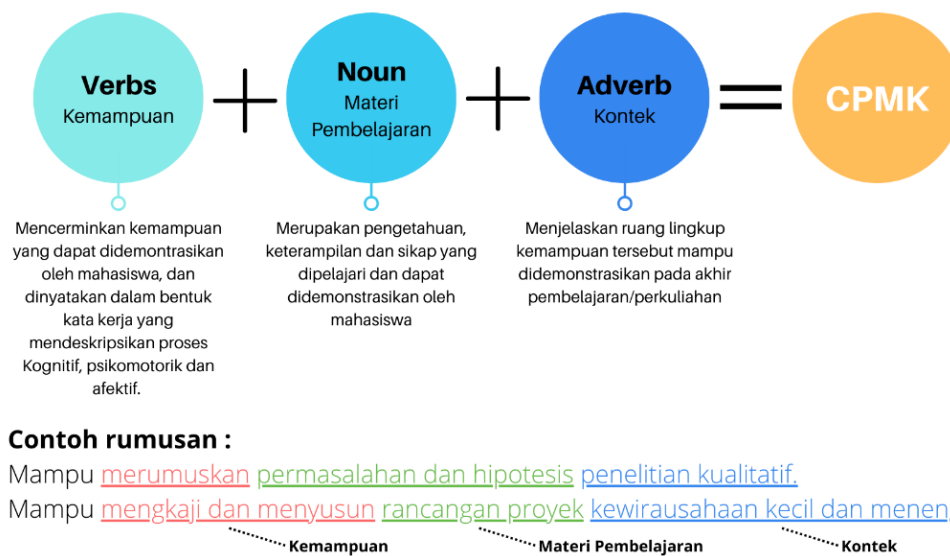 Verbs
Kemampuan
Noun
Materi
Pembelajaran
Adverb
Kontek
CPMK
Mencerminkan kemampuan
yang dapat didemontrasikan
oleh mahasiswa, dan
dinyatakan dalam bentuk
kata kerja yang
mendeskripsikan proses
Kognitif, psikomotorik dan
afektif.
Merupakan pengetahuan,
keterampilan dan sikap yang
dipelajari dan dapat
didemonstrasikan oleh
mahasiswa
Menjelaskan ruang lingkup
kemampuan tersebut mampu
didemonstrasikan pada akhir
pembelajaran/perkuliahan
Contoh rumusan :
Mampu merumuskan permasalahan dan hipotesis penelitian kualitatif.
Mampu mengkaji dan menyusun rancangan proyek kewirausahaan kecil dan menen
Kemampuan
Materi Pembelajaran
Kontek